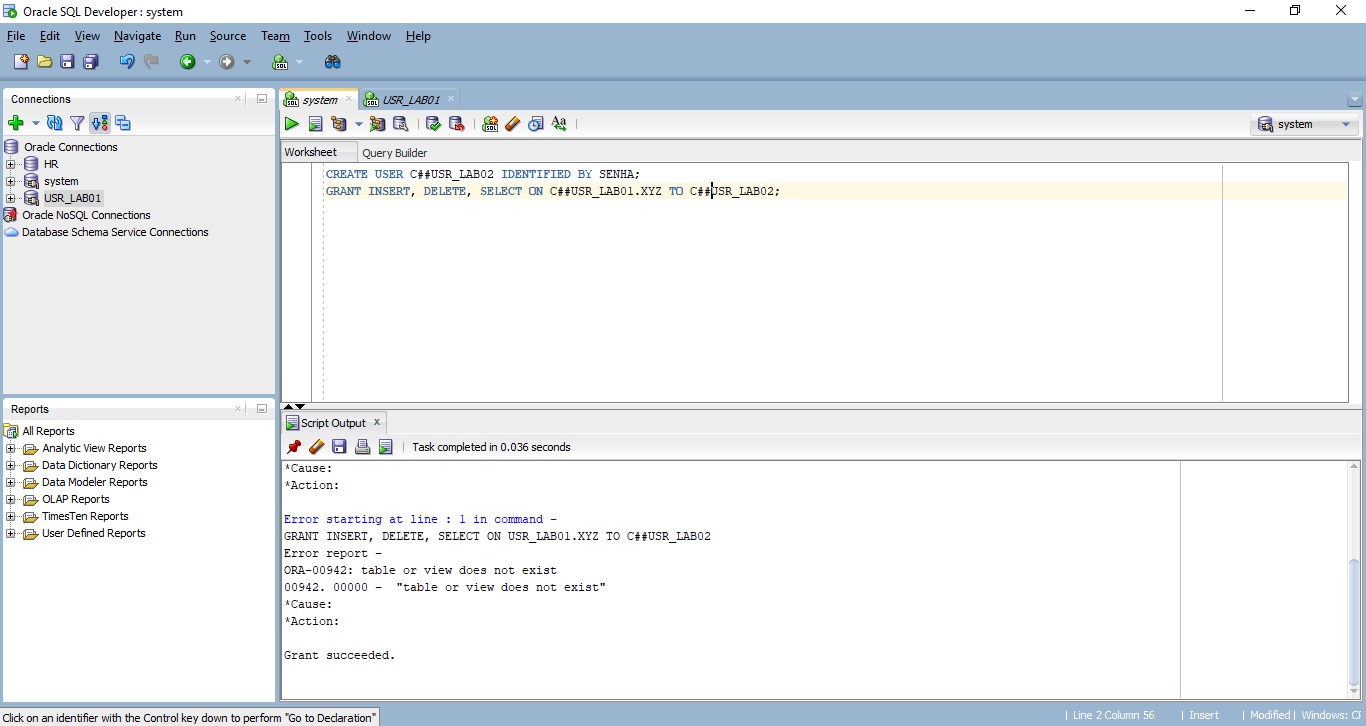 Oracle SQL Developer : system
File Edit View Navigate Run Source Team Tools Window Help
Connections
Oracle Connections
HR
system
USR_LAB01
Oracle NoSQL Connections
Database Schema Service Connections
Reports
All Reports
Analytic View Reports
Data Dictionary Reports
Data Modeler Reports
OLAP Reports
TimesTen Reports
User Defined Reports
system USR_LAB01
system
Worksheet Query Builder
CREATE USER C##USR_LAB02 IDENTIFIED BY SENHA;
GRANT INSERT, DELETE, SELECT ON C##USR_LAB01.XYZ TO C##USR_LAB02;
Script Output
Task completed in 0.036 seconds
*Cause:
*Action:
Error starting at line : 1 in command -
GRANT INSERT, DELETE, SELECT ON USR_LAB01.XYZ TO C##USR_LAB02
Error report -
ORA-00942: table or view does not exist
00942. 00000 -  "table or view does not exist"
*Cause:
*Action:
Grant succeeded.
Click on an identifier with the Control key down to perform "Go to Declaration"
Line 2 Column 56 | Insert | Modified | Windows: CF